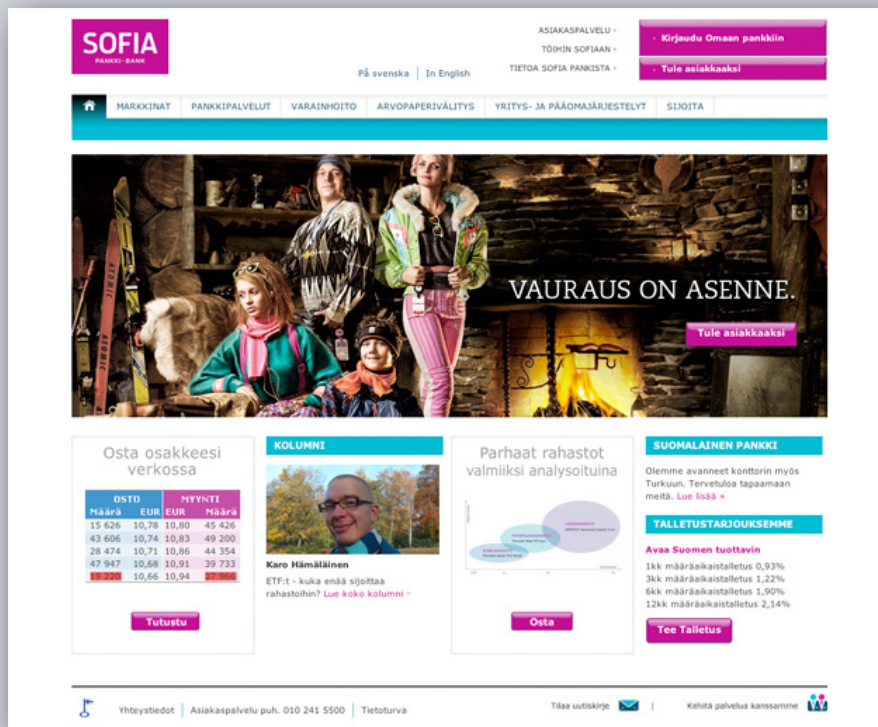 SOFIA
PANKKI-BANK
På svenska | In English
ASIAKASPALVELU
TÖIHIN SOFIAAN
TIETOA SOFIA PANKISTA
Kirjaudu Omaan pankkiin
Tule asiakkaaksi
MARKKINAT PANKKIPALVELUT VARAINHOITO ARVOPAPERIVÄLITYS YRITYS- JA PÄÄOMAJÄRJESTELYT SIJOITA
ATOMIC
VAURAUS ON ASENNE.
Tule asiakkaaksi
Osta osakkeesi
verkossa
OSTO MYYNTI
Määrä EUR EUR Määrä
15 626 10,78 10,80 45 426
43 606 10,74 10,83 49 200
28 474 10,71 10,86 44 354
47 947 10,68 10,91 39 733
19 220 10,66 10,94 27 966
Tutustu
KOLUMNI
Karo Hämäläinen
ETF:t - kuka enää sijoittaa
rahastoihin? Lue koko kolumni
Parhaat rahastot
valmiiksi analysoituina
Osta
SUOMALAINEN PANKKI
Olemme avanneet konttorin myös
Turkuun. Tervetuloa tapaamaan
meitä. Lue lisää »
TALLETUSTARJOUKSEMME
Avaa Suomen tuottavin
1kk määräaikaistalletus 0,93%
3kk määräaikaistalletus 1,22%
6kk määräaikaistalletus 1,90%
12kk määräaikaistalletus 2,14%
Tee Talletus
Yhteystiedot | Asiakaspalvelu puh. 010 241 5500 | Tietoturva
Tilaa uutiskirje | Kehitä palvelua kanssamme